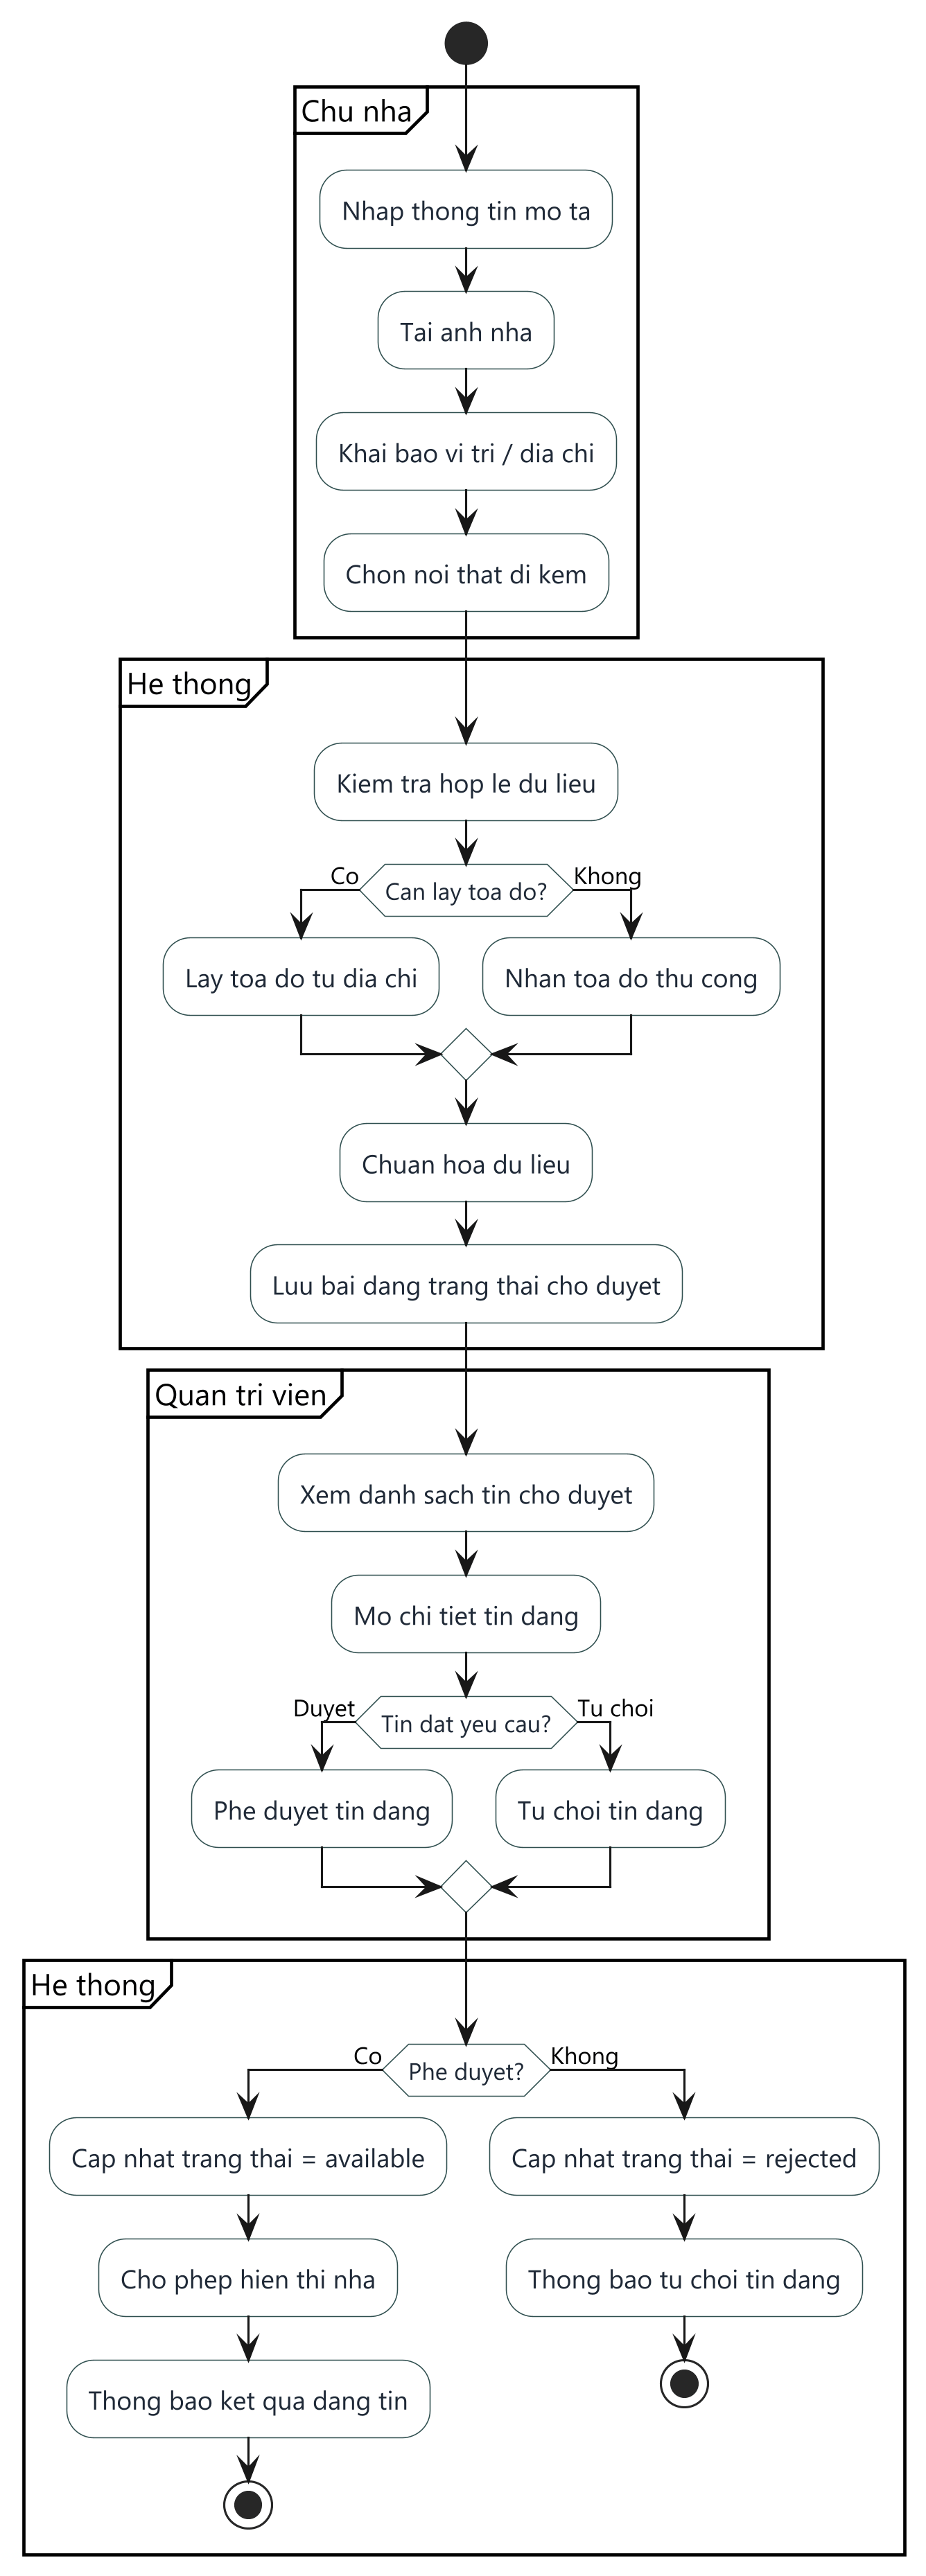 Chu nha
Nhap thong tin mo ta
Tai anh nha
Khai bao vi tri / dia chi
Chon noi that di kem
He thong
Kiem tra hop le du lieu
Co
Can lay toa do?
Khong
Lay toa do tu dia chi
Nhan toa do thu cong
Chuan hoa du lieu
Luu bai dang trang thai cho duyet
Quan tri vien
Xem danh sach tin cho duyet
Mo chi tiet tin dang
Duyet
Tin dat yeu cau?
Tu choi
Phe duyet tin dang
Tu choi tin dang
He thong
Co
Phe duyet?
Khong
Cap nhat trang thai = available
Cap nhat trang thai = rejected
Cho phep hien thi nha
Thong bao tu choi tin dang
Thong bao ket qua dang tin